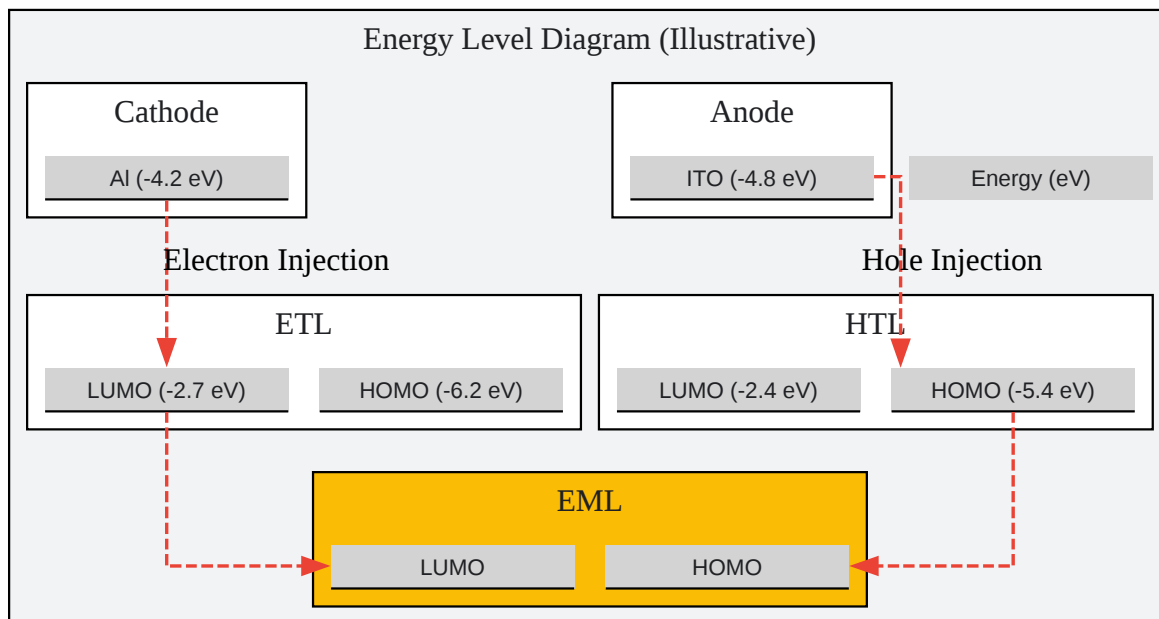 Energy Level Diagram (Illustrative)
Cathode
Al (-4.2 eV)
Anode
ITO (-4.8 eV)
Energy (eV)
Electron Injection
Hole Injection
ETL
LUMO (-2.7 eV)
HOMO (-6.2 eV)
HTL
LUMO (-2.4 eV)
HOMO (-5.4 eV)
EML
LUMO
HOMO